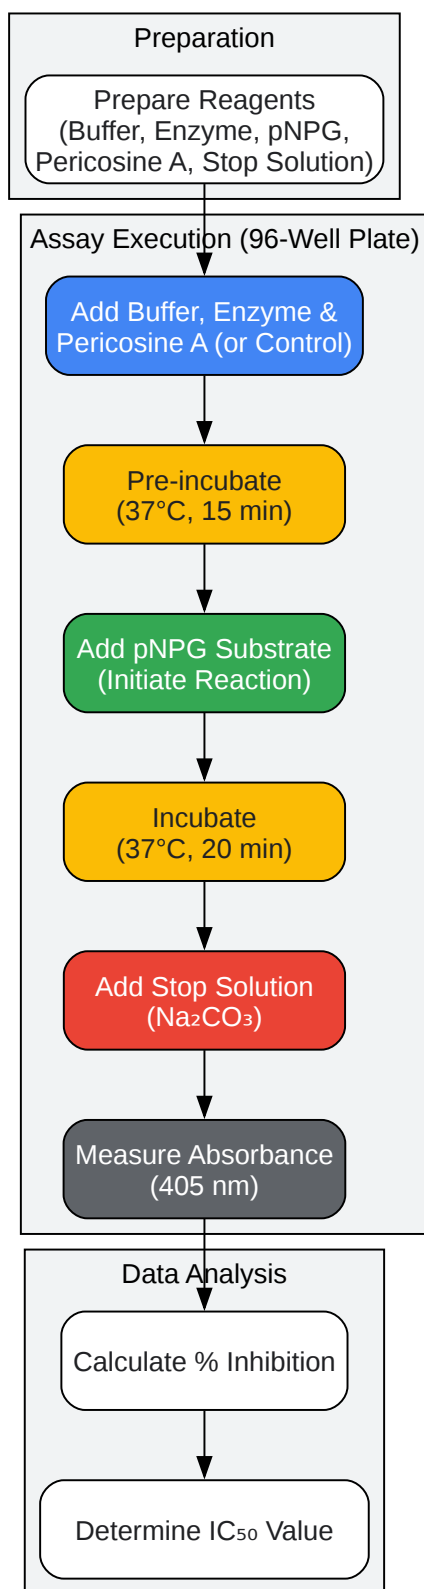 Preparation
Prepare Reagents
(Buffer, Enzyme, pNPG,
Pericosine A, Stop Solution)
Assay Execution (96-Well Plate)
Add Buffer, Enzyme &
Pericosine A (or Control)
Pre-incubate
(37°C, 15 min)
Add pNPG Substrate
(Initiate Reaction)
Incubate
(37°C, 20 min)
Add Stop Solution
(Na₂CO₃)
Measure Absorbance
(405 nm)
Data Analysis
Calculate % Inhibition
Determine IC₅₀ Value